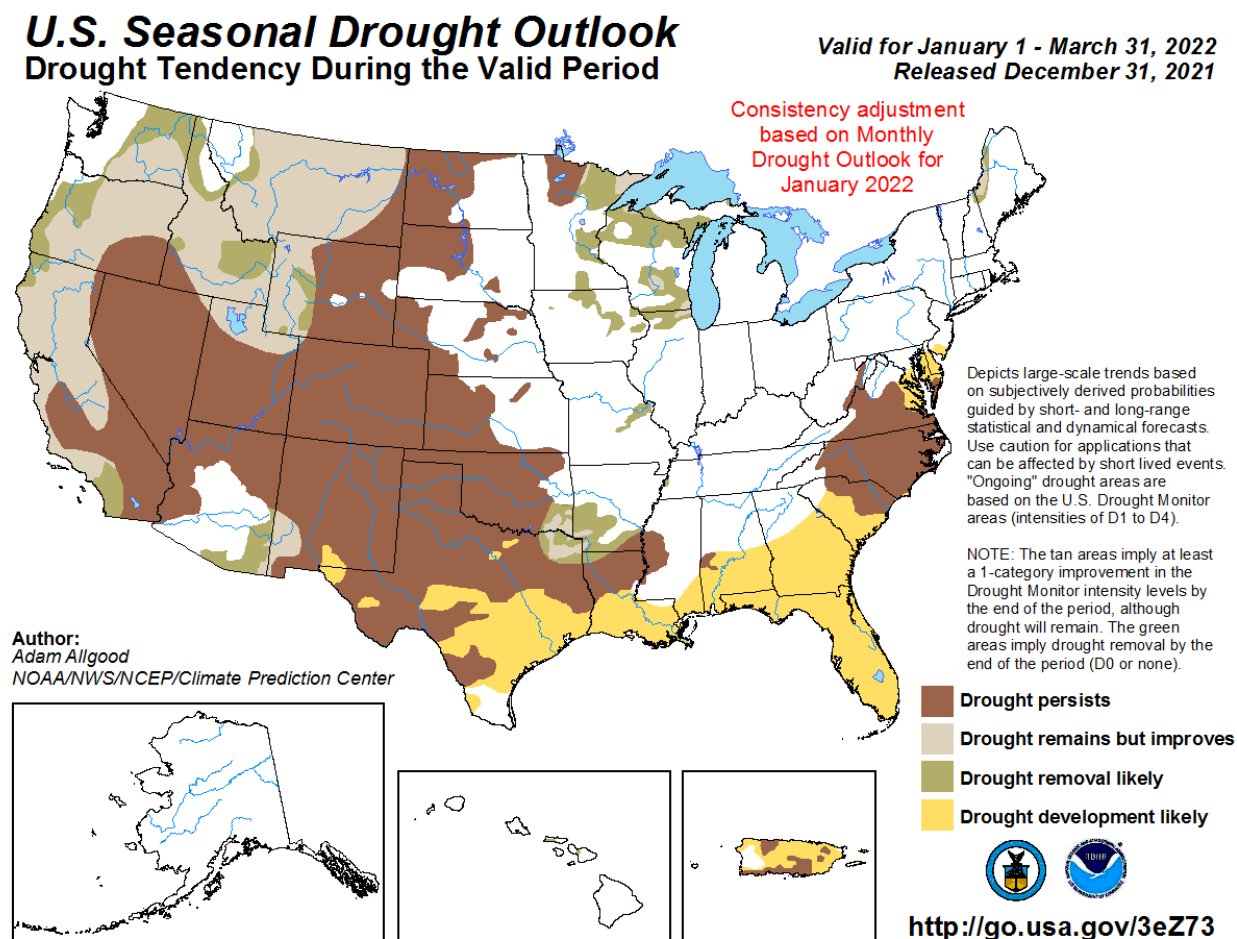 U.S. Seasonal Drought Outlook
Drought Tendency During the Valid Period
Valid for January 1 - March 31, 2022
Released December 31, 2021
Consistency adjustment
based on Monthly
Drought Outlook for
January 2022
Depicts large-scale trends based
on subjectively derived probabilities
guided by short- and long-range
statistical and dynamical forecasts.
Use caution for applications that
can be affected by short lived events.
"Ongoing" drought areas are
based on the U.S. Drought Monitor
areas (intensities of D1 to D4).
NOTE: The tan areas imply at least
a 1-category improvement in the
Drought Monitor intensity levels by
the end of the period, although
drought will remain. The green
areas imply drought removal by the
end of the period (D0 or none).
Author:
Adam Allgood
NOAA/NWS/NCEP/Climate Prediction Center
Drought persists
Drought remains but improves
Drought removal likely
Drought development likely
http://go.usa.gov/3eZ73